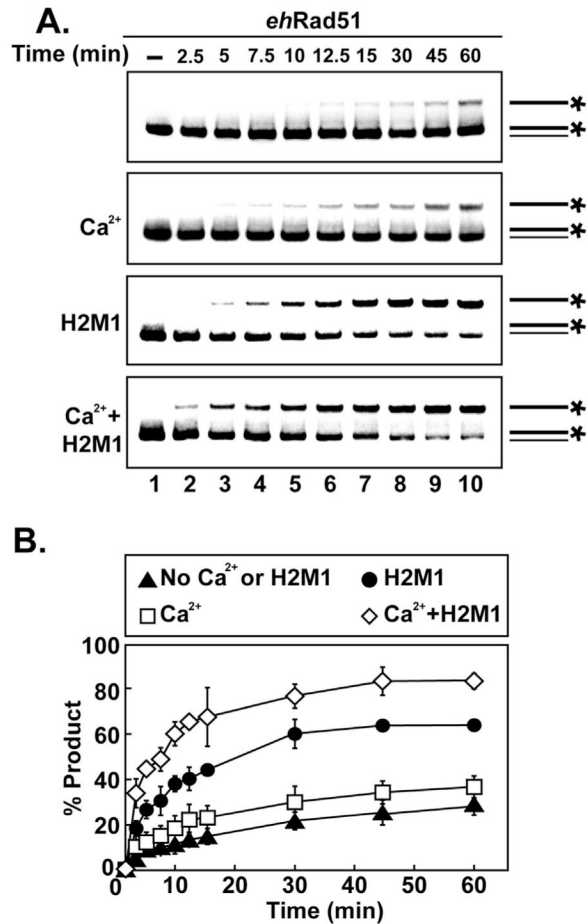 A.
ehRad51
Time (min) – 2.5 5 7.5 10 12.5 15 30 45 60
*
*
Ca²⁺
*
*
H2M1
*
*
Ca²⁺+
H2M1
*
*
1 2 3 4 5 6 7 8 9 10
B.
▲ No Ca²⁺ or H2M1 ● H2M1
□ Ca²⁺ ◇ Ca²⁺+H2M1
100
80
60
40
20
0
% Product
0 10 20 30 40 50 60
Time (min)